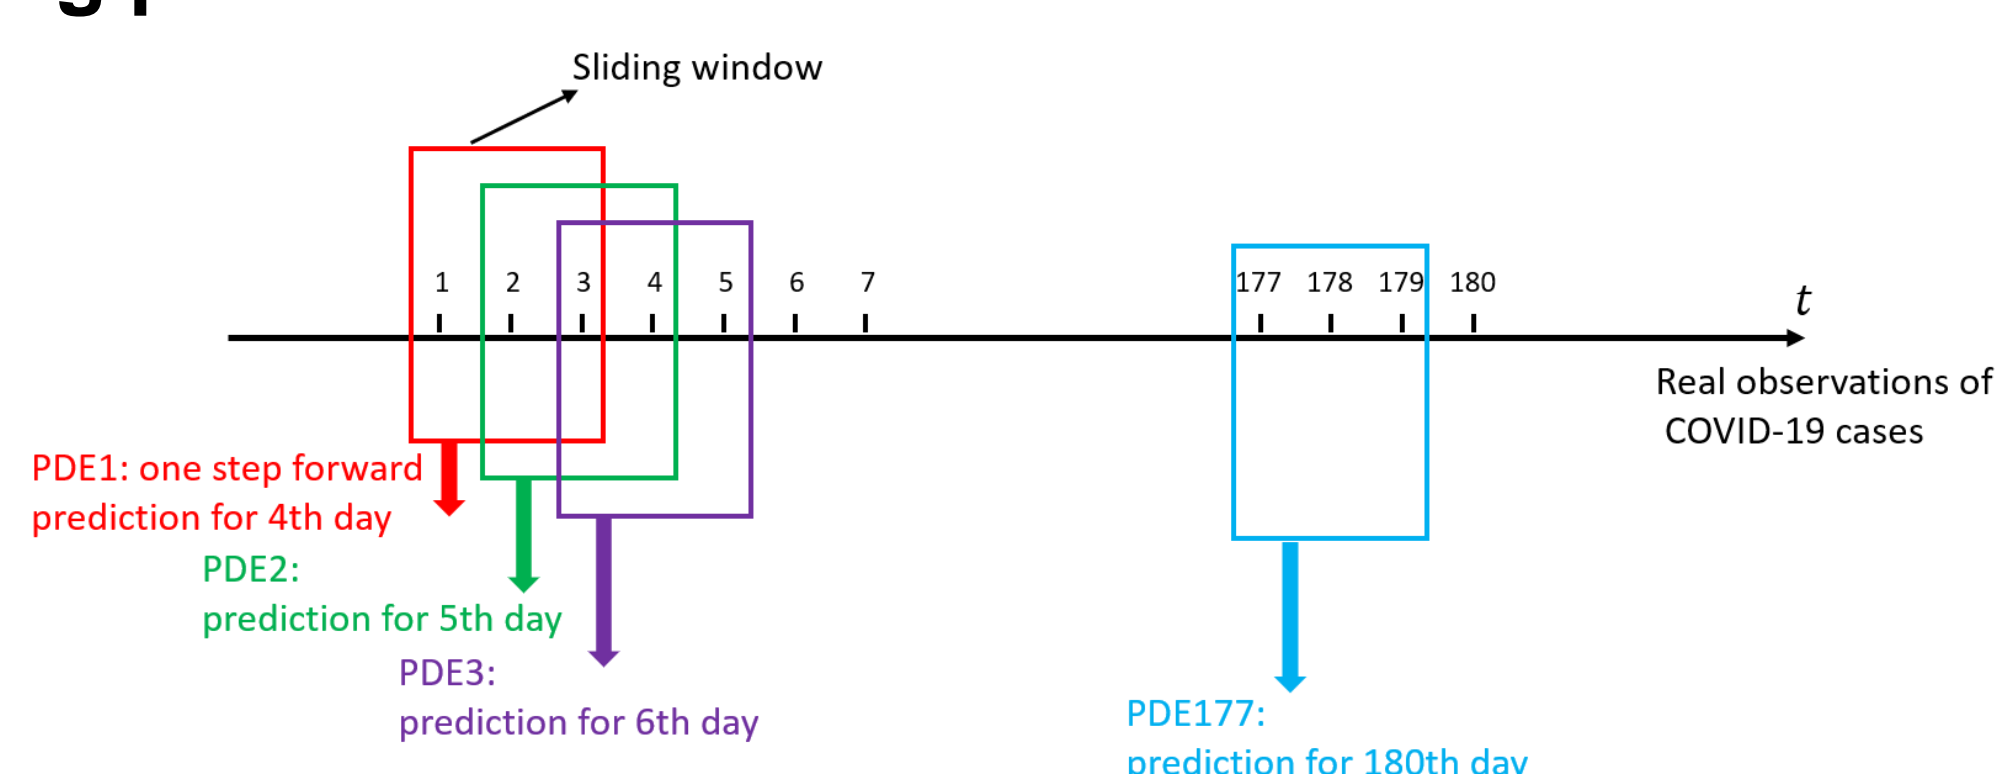 Sliding window
1 2 3 4 5 6 7 177 178 179 180
t
Real observations of
COVID-19 cases
PDE1: one step forward
prediction for 4th day
PDE2:
prediction for 5th day
PDE3:
prediction for 6th day
PDE177:
prediction for 180th day